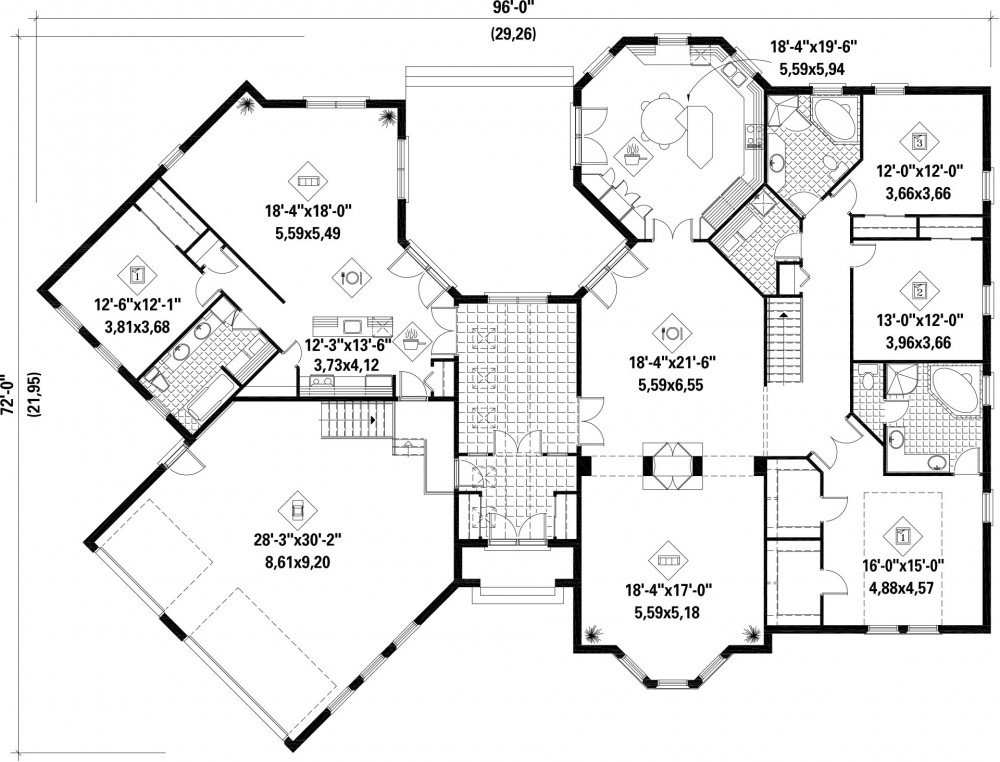 96'-0"
(29,26)
72'-0"
(21,95)
18'-4"x19'-6"
5,59x5,94
3
12'-0"x12'-0"
3,66x3,66
18'-4"x18'-0"
5,59x5,49
1
12'-6"x12'-1"
3,81x3,68
2
13'-0"x12'-0"
3,96x3,66
12'-3"x13'-6"
3,73x4,12
18'-4"x21'-6"
5,59x6,55
28'-3"x30'-2"
8,61x9,20
1
16'-0"x15'-0"
4,88x4,57
18'-4"x17'-0"
5,59x5,18